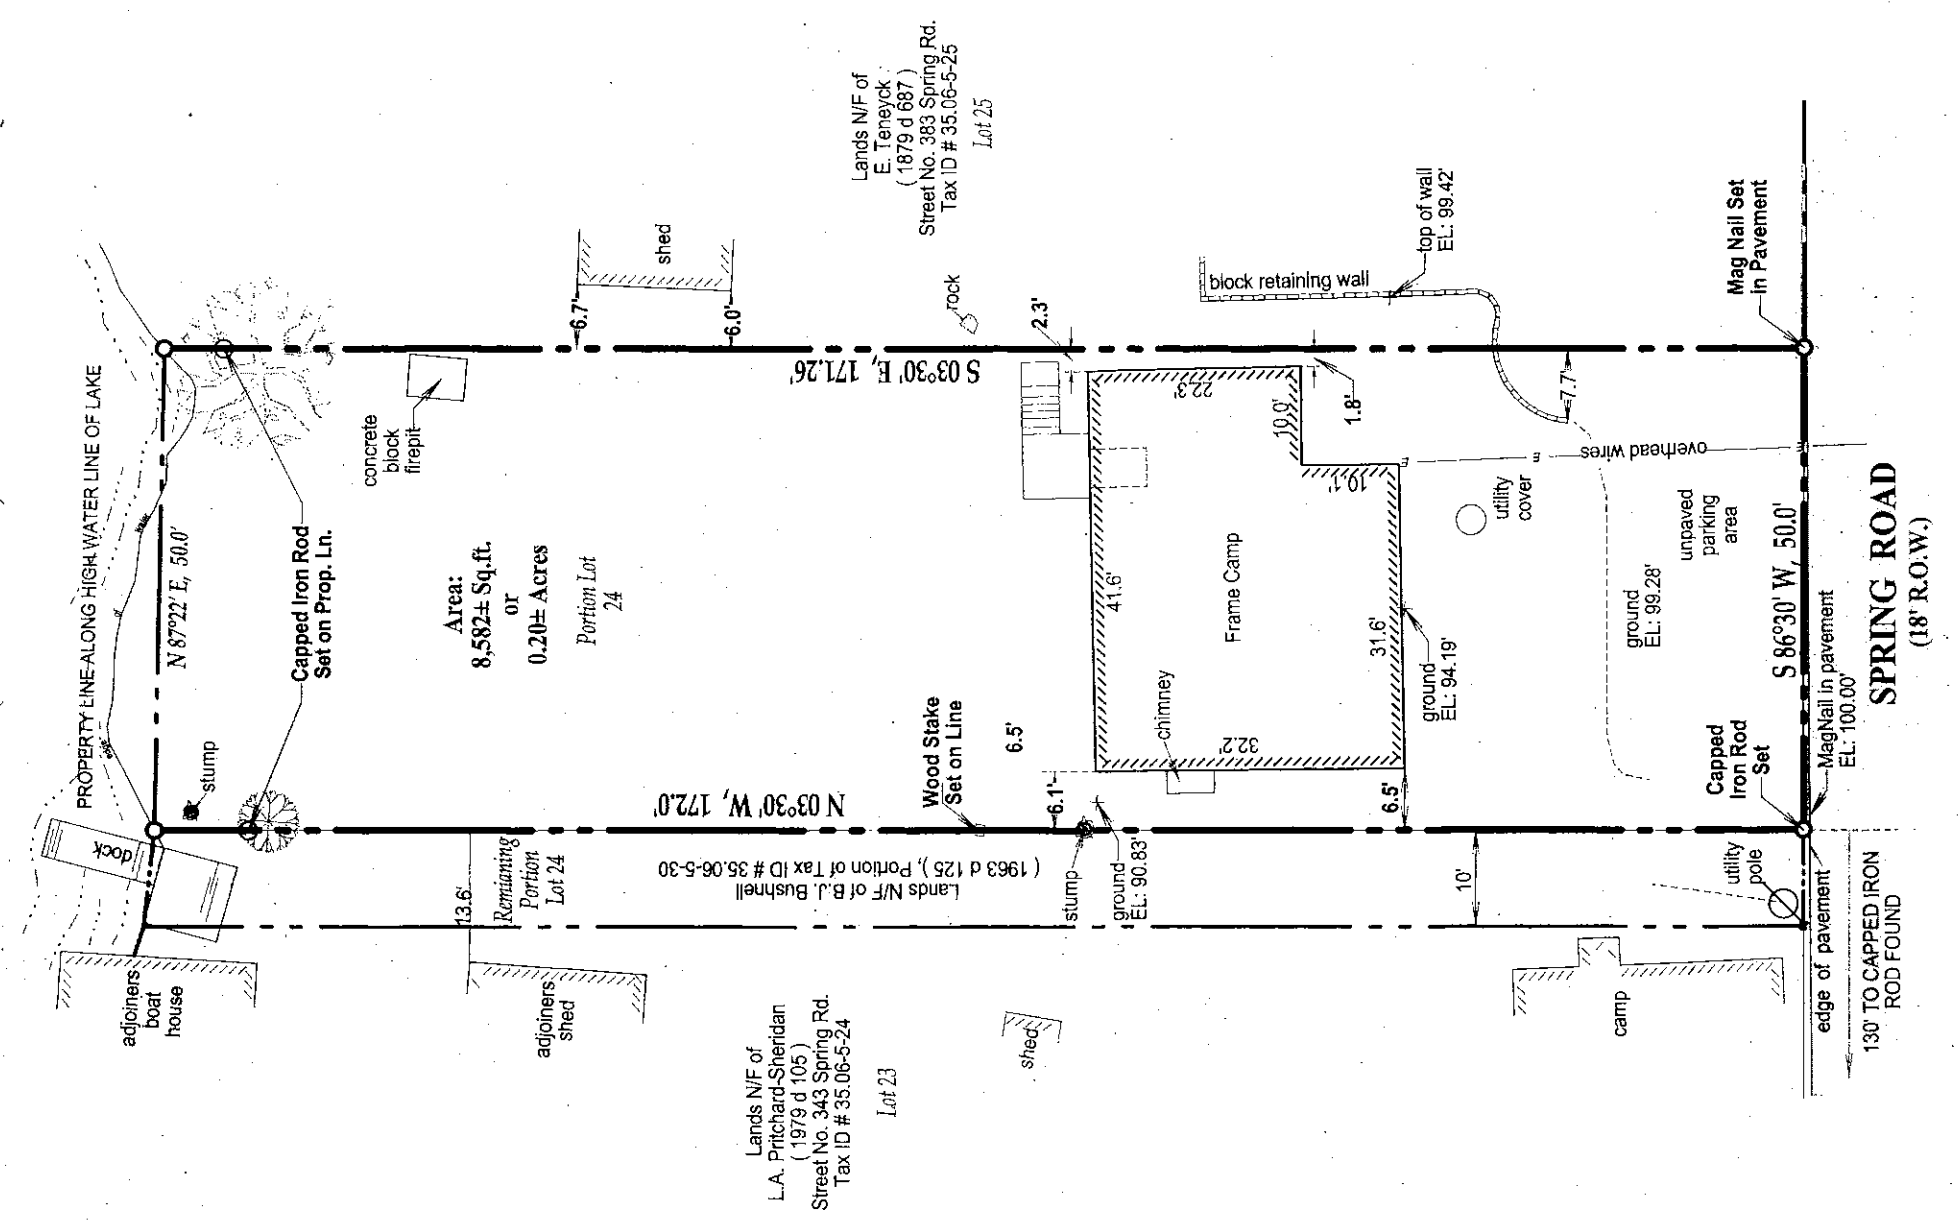 PROPERTY LINE ALONG HIGH WATER LINE OF LAKE
N 87°22' E, 50.0'
dock
stump
adjoiners
boat
house
Capped Iron Rod
Set on Prop. Ln.
concrete
block
firepit
Area:
8,582± Sq.ft.
or
0.20± Acres
Portion Lot
24
6.7'
shed
6.0'
Lands N/F of
E. Teneyck
( 1879 d 687 )
Street No. 383 Spring Rd.
Tax ID # 35.06-5-25
Lot 25
S 03°30' E, 171.26'
rock
2.3'
N 03°30' W, 172.0'
13.6'
Remianing
Portion
Lot 24
Lands N/F of B.J. Bushnell
( 1963 d 125 ), Portion of Tax ID # 35.06-5-30
adjoiners
shed
Lands N/F of
L.A. Pritchard-Sheridan
( 1979 d 105 )
Street No. 343 Spring Rd.
Tax ID # 35.06-5-24
Lot 23
shed
Wood Stake
Set on Line
6.5'
6.1'
stump
ground
EL: 90.83'
chimney
41.6'
22.3'
10.0'
10.1'
Frame Camp
31.6'
32.2'
6.5'
1.8'
block retaining wall
top of wall
EL: 99.42'
7.7'
ground
EL: 94.19'
utility
cover
E
E
overhead wires
unpaved
parking
area
ground
EL: 99.28'
10'
camp
utility
pole
Capped
Iron Rod
Set
Mag Nail Set
in Pavement
S 86°30' W, 50.0'
MagNail in pavement
EL: 100.00'
edge of pavement
130' TO CAPPED IRON
ROD FOUND
SPRING ROAD
(18' R.O.W.)